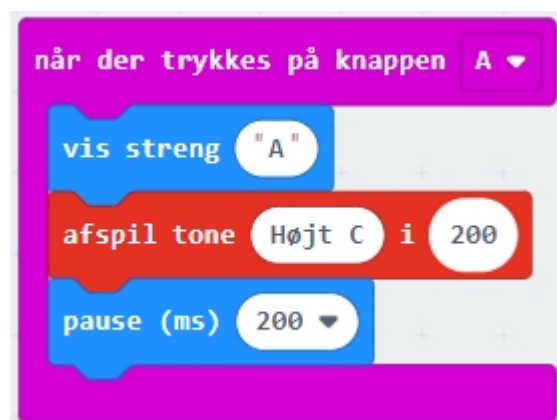 når der trykkes på knappen A
vis streng "A"
afspil tone Højt C i 200
pause (ms) 200